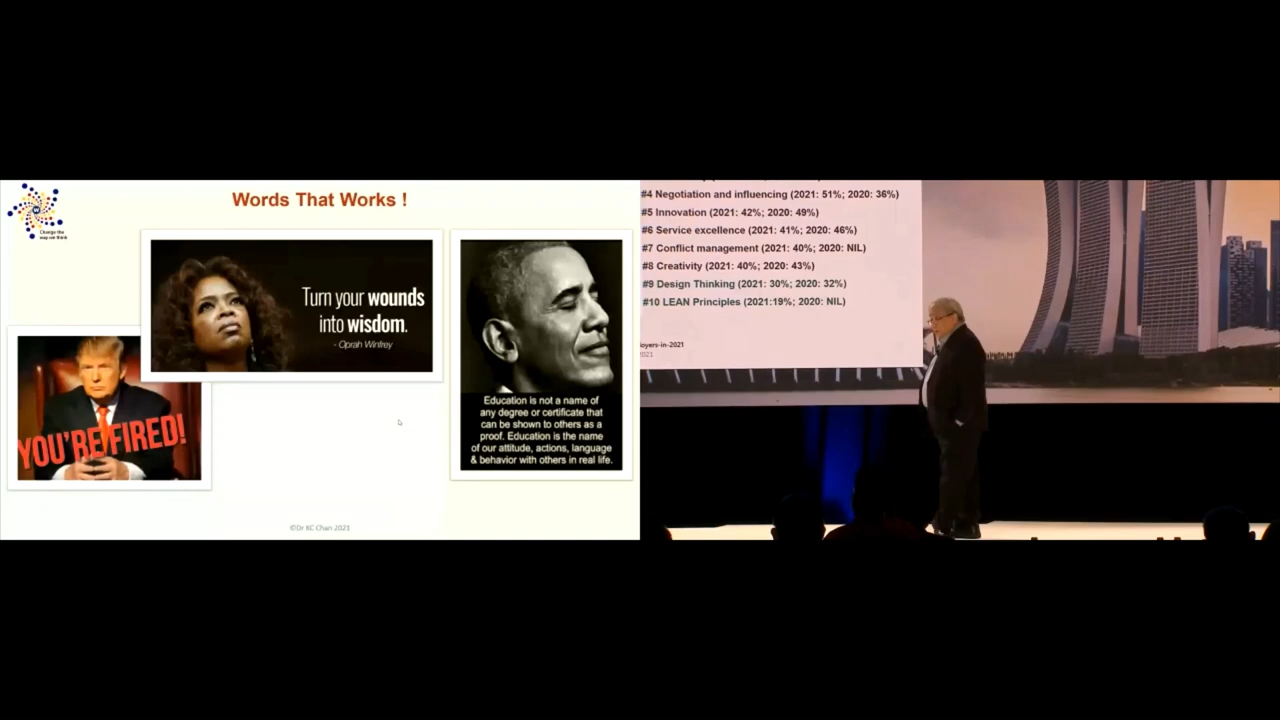 Change the
way we think
Words That Works !
Turn your wounds
into wisdom.
- Oprah Winfrey
YOU'RE FIRED!
Education is not a name of
any degree or certificate that
can be shown to others as a
proof. Education is the name
of our attitude, actions, language
& behavior with others in real life.
©Dr KC Chan 2021
#4 Negotiation and influencing (2021: 51%; 2020: 36%)
#5 Innovation (2021: 42%; 2020: 49%)
#6 Service excellence (2021: 41%; 2020: 46%)
#7 Conflict management (2021: 40%; 2020: NIL)
#8 Creativity (2021: 40%; 2020: 43%)
#9 Design Thinking (2021: 30%; 2020: 32%)
#10 LEAN Principles (2021:19%; 2020: NIL)
oyers-in-2021
2021